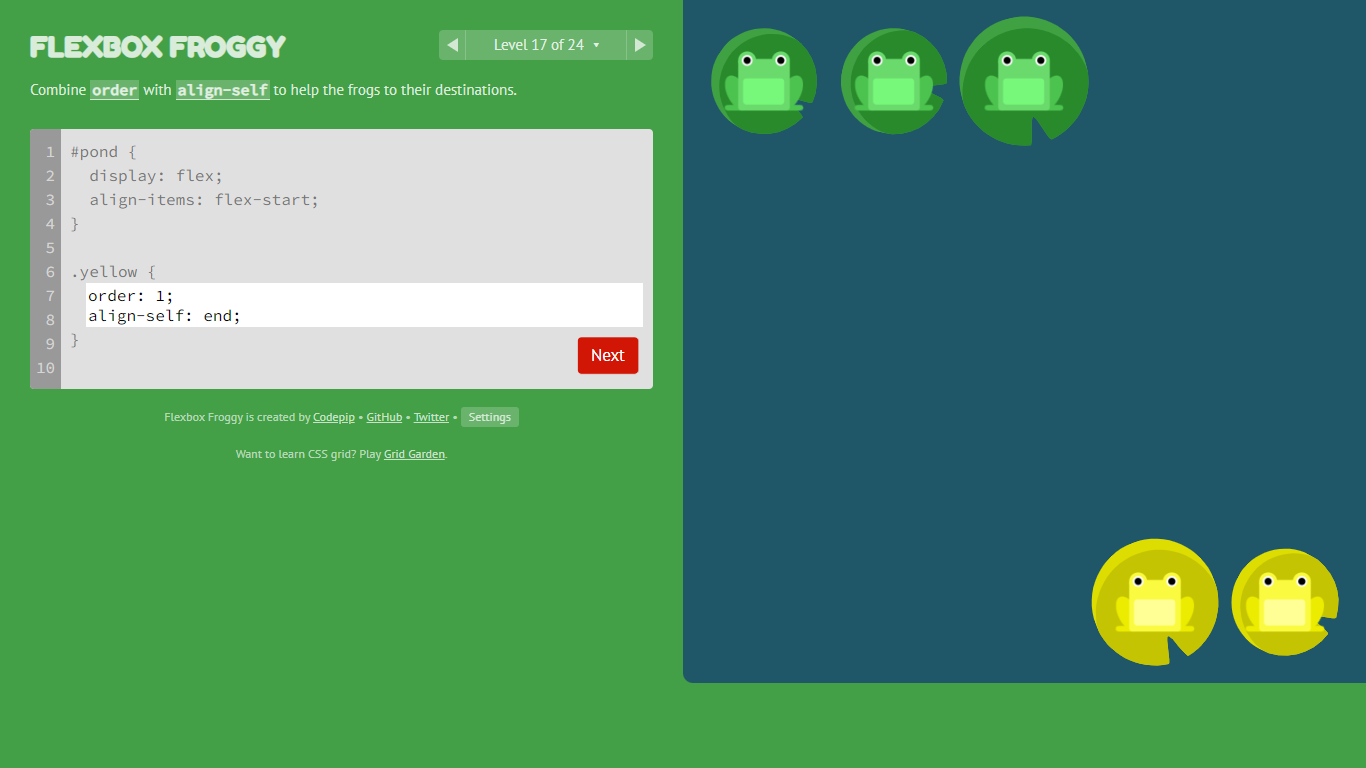 FLEXBOX FROGGY
Level 17 of 24
Combine order with align-self to help the frogs to their destinations.
1 #pond {
2 display: flex;
3 align-items: flex-start;
4 }
5
6 .yellow {
7 order: 1;
8 align-self: end;
9 }
10
Next
Flexbox Froggy is created by Codepip • GitHub • Twitter • Settings
Want to learn CSS grid? Play Grid Garden.